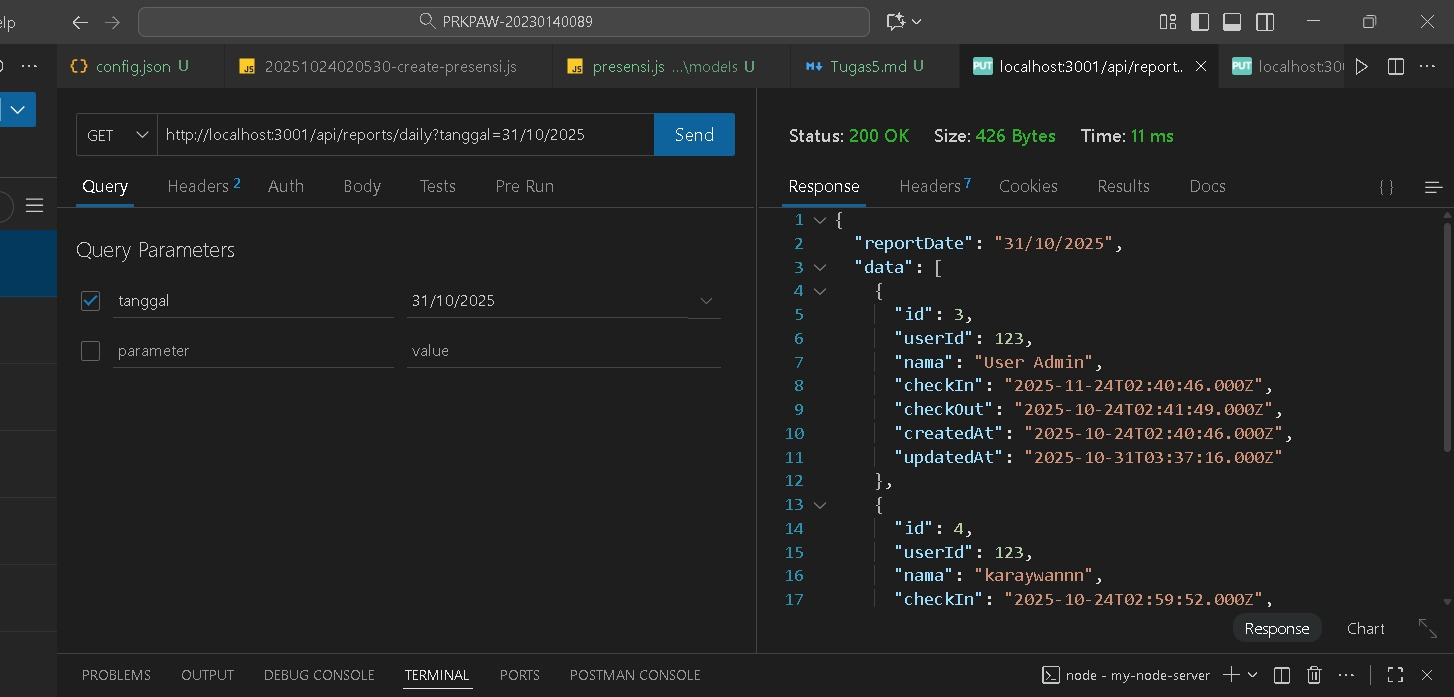 elp
PRKPAW-20230140089
config.json U
20251024020530-create-presensi.js
presensi.js ...\models U
Tugas5.md U
PUT localhost:3001/api/report..
PUT localhost:300
GET
http://localhost:3001/api/reports/daily?tanggal=31/10/2025
Send
Status: 200 OK Size: 426 Bytes Time: 11 ms
Query Headers 2 Auth Body Tests Pre Run
Response Headers 7 Cookies Results Docs { }
Query Parameters
tanggal 31/10/2025
parameter value
1 {
2 "reportDate": "31/10/2025",
3 "data": [
4 {
5 "id": 3,
6 "userId": 123,
7 "nama": "User Admin",
8 "checkIn": "2025-11-24T02:40:46.000Z",
9 "checkOut": "2025-10-24T02:41:49.000Z",
10 "createdAt": "2025-10-24T02:40:46.000Z",
11 "updatedAt": "2025-10-31T03:37:16.000Z"
12 },
13 {
14 "id": 4,
15 "userId": 123,
16 "nama": "karaywannn",
17 "checkIn": "2025-10-24T02:59:52.000Z",
Response Chart
PROBLEMS OUTPUT DEBUG CONSOLE TERMINAL PORTS POSTMAN CONSOLE
node - my-node-server